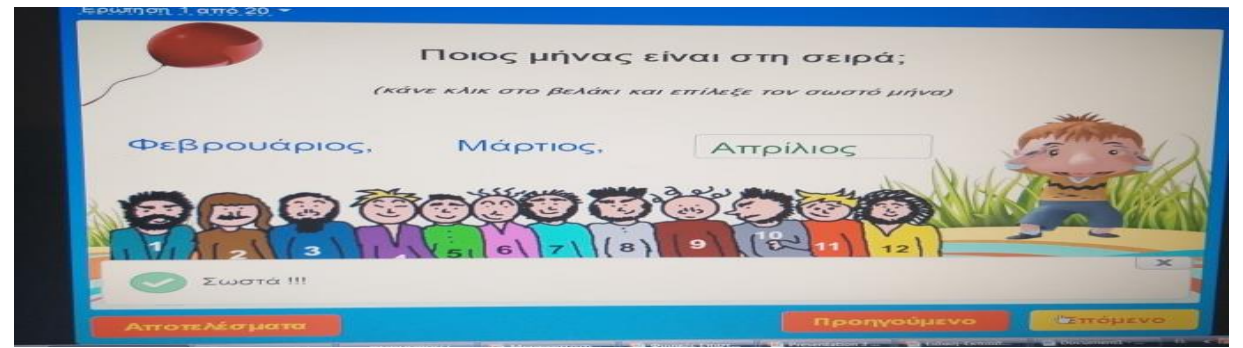 Ερώτηση 1 από 20
Ποιος μήνας είναι στη σειρά;
(κάνε κλικ στο βελάκι και επίλεξε τον σωστό μήνα)
Φεβρουάριος, Μάρτιος, Απρίλιος
1 2 3 4 5 6 7 8 9 10 11 12
Σωστά !!!
X
Αποτελέσματα Προηγούμενο Επόμενο